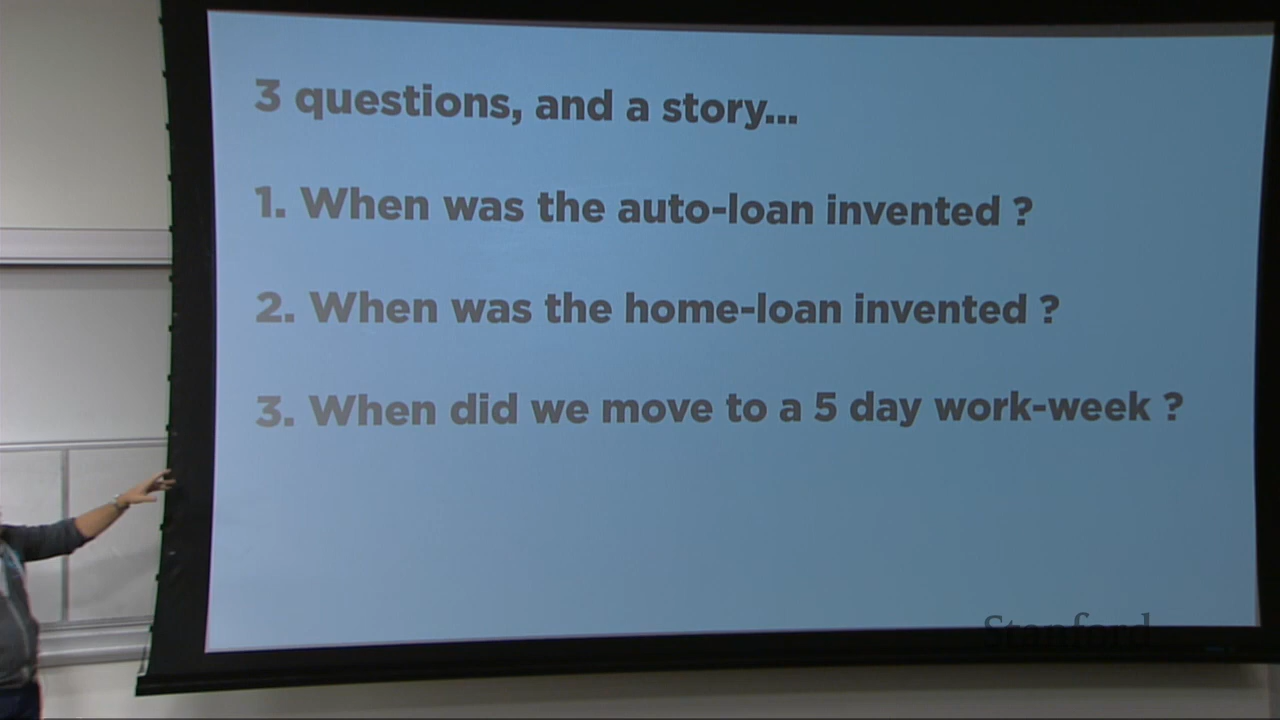 3 questions, and a story...
1. When was the auto-loan invented ?
2. When was the home-loan invented ?
3. When did we move to a 5 day work-week ?
Stanford